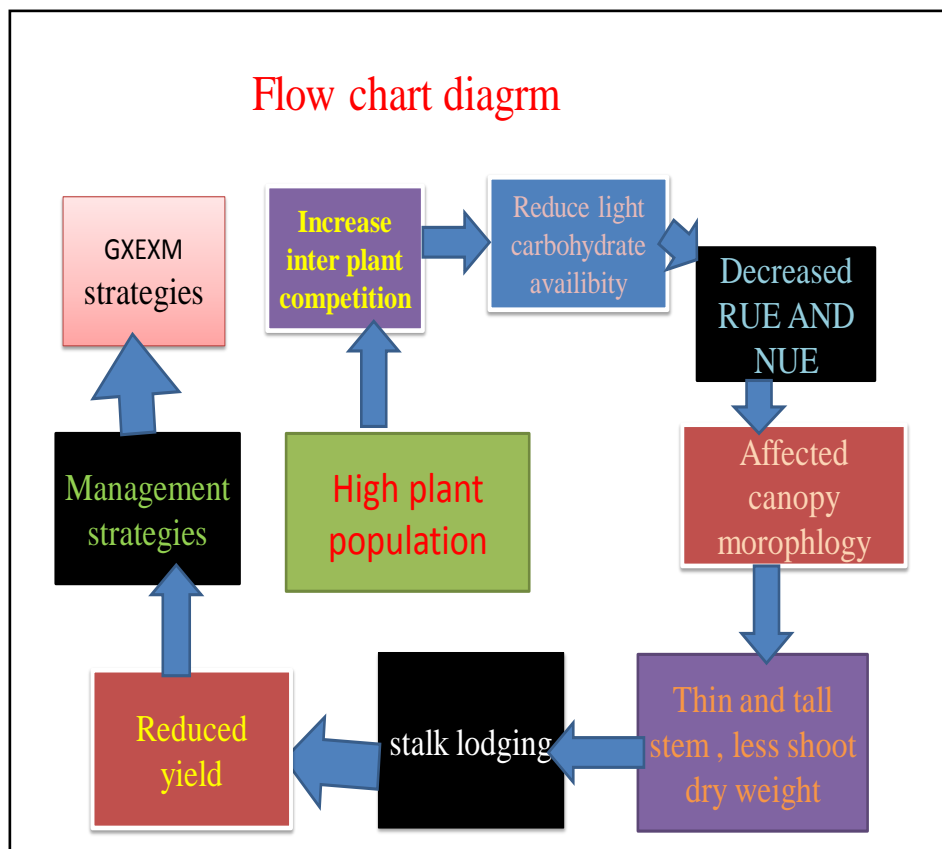 Flow chart diagrm
GXEXM
strategies
Increase
inter plant
competition
Reduce light
carbohydrate
availibity
Decreased
RUE AND
NUE
Management
strategies
High plant
population
Affected
canopy
morophlogy
Reduced
yield
stalk lodging
Thin and tall
stem , less shoot
dry weight